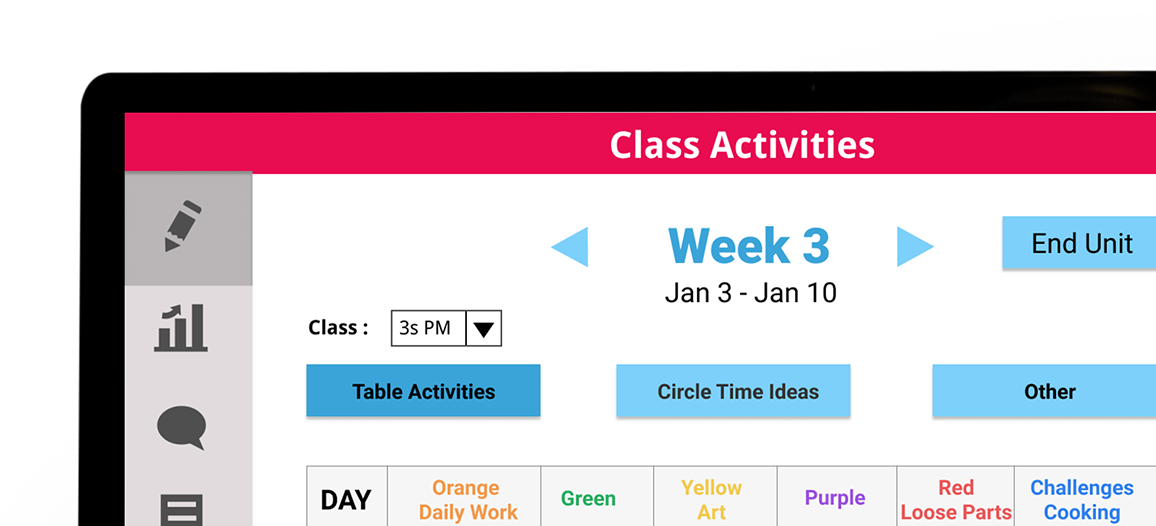 Class Activities
Week 3
End Unit
Jan 3 - Jan 10
Class :
3s PM
Table Activities
Circle Time Ideas
Other
DAY
Orange
Daily Work
Green
Yellow
Art
Purple
Red
Loose Parts
Challenges
Cooking